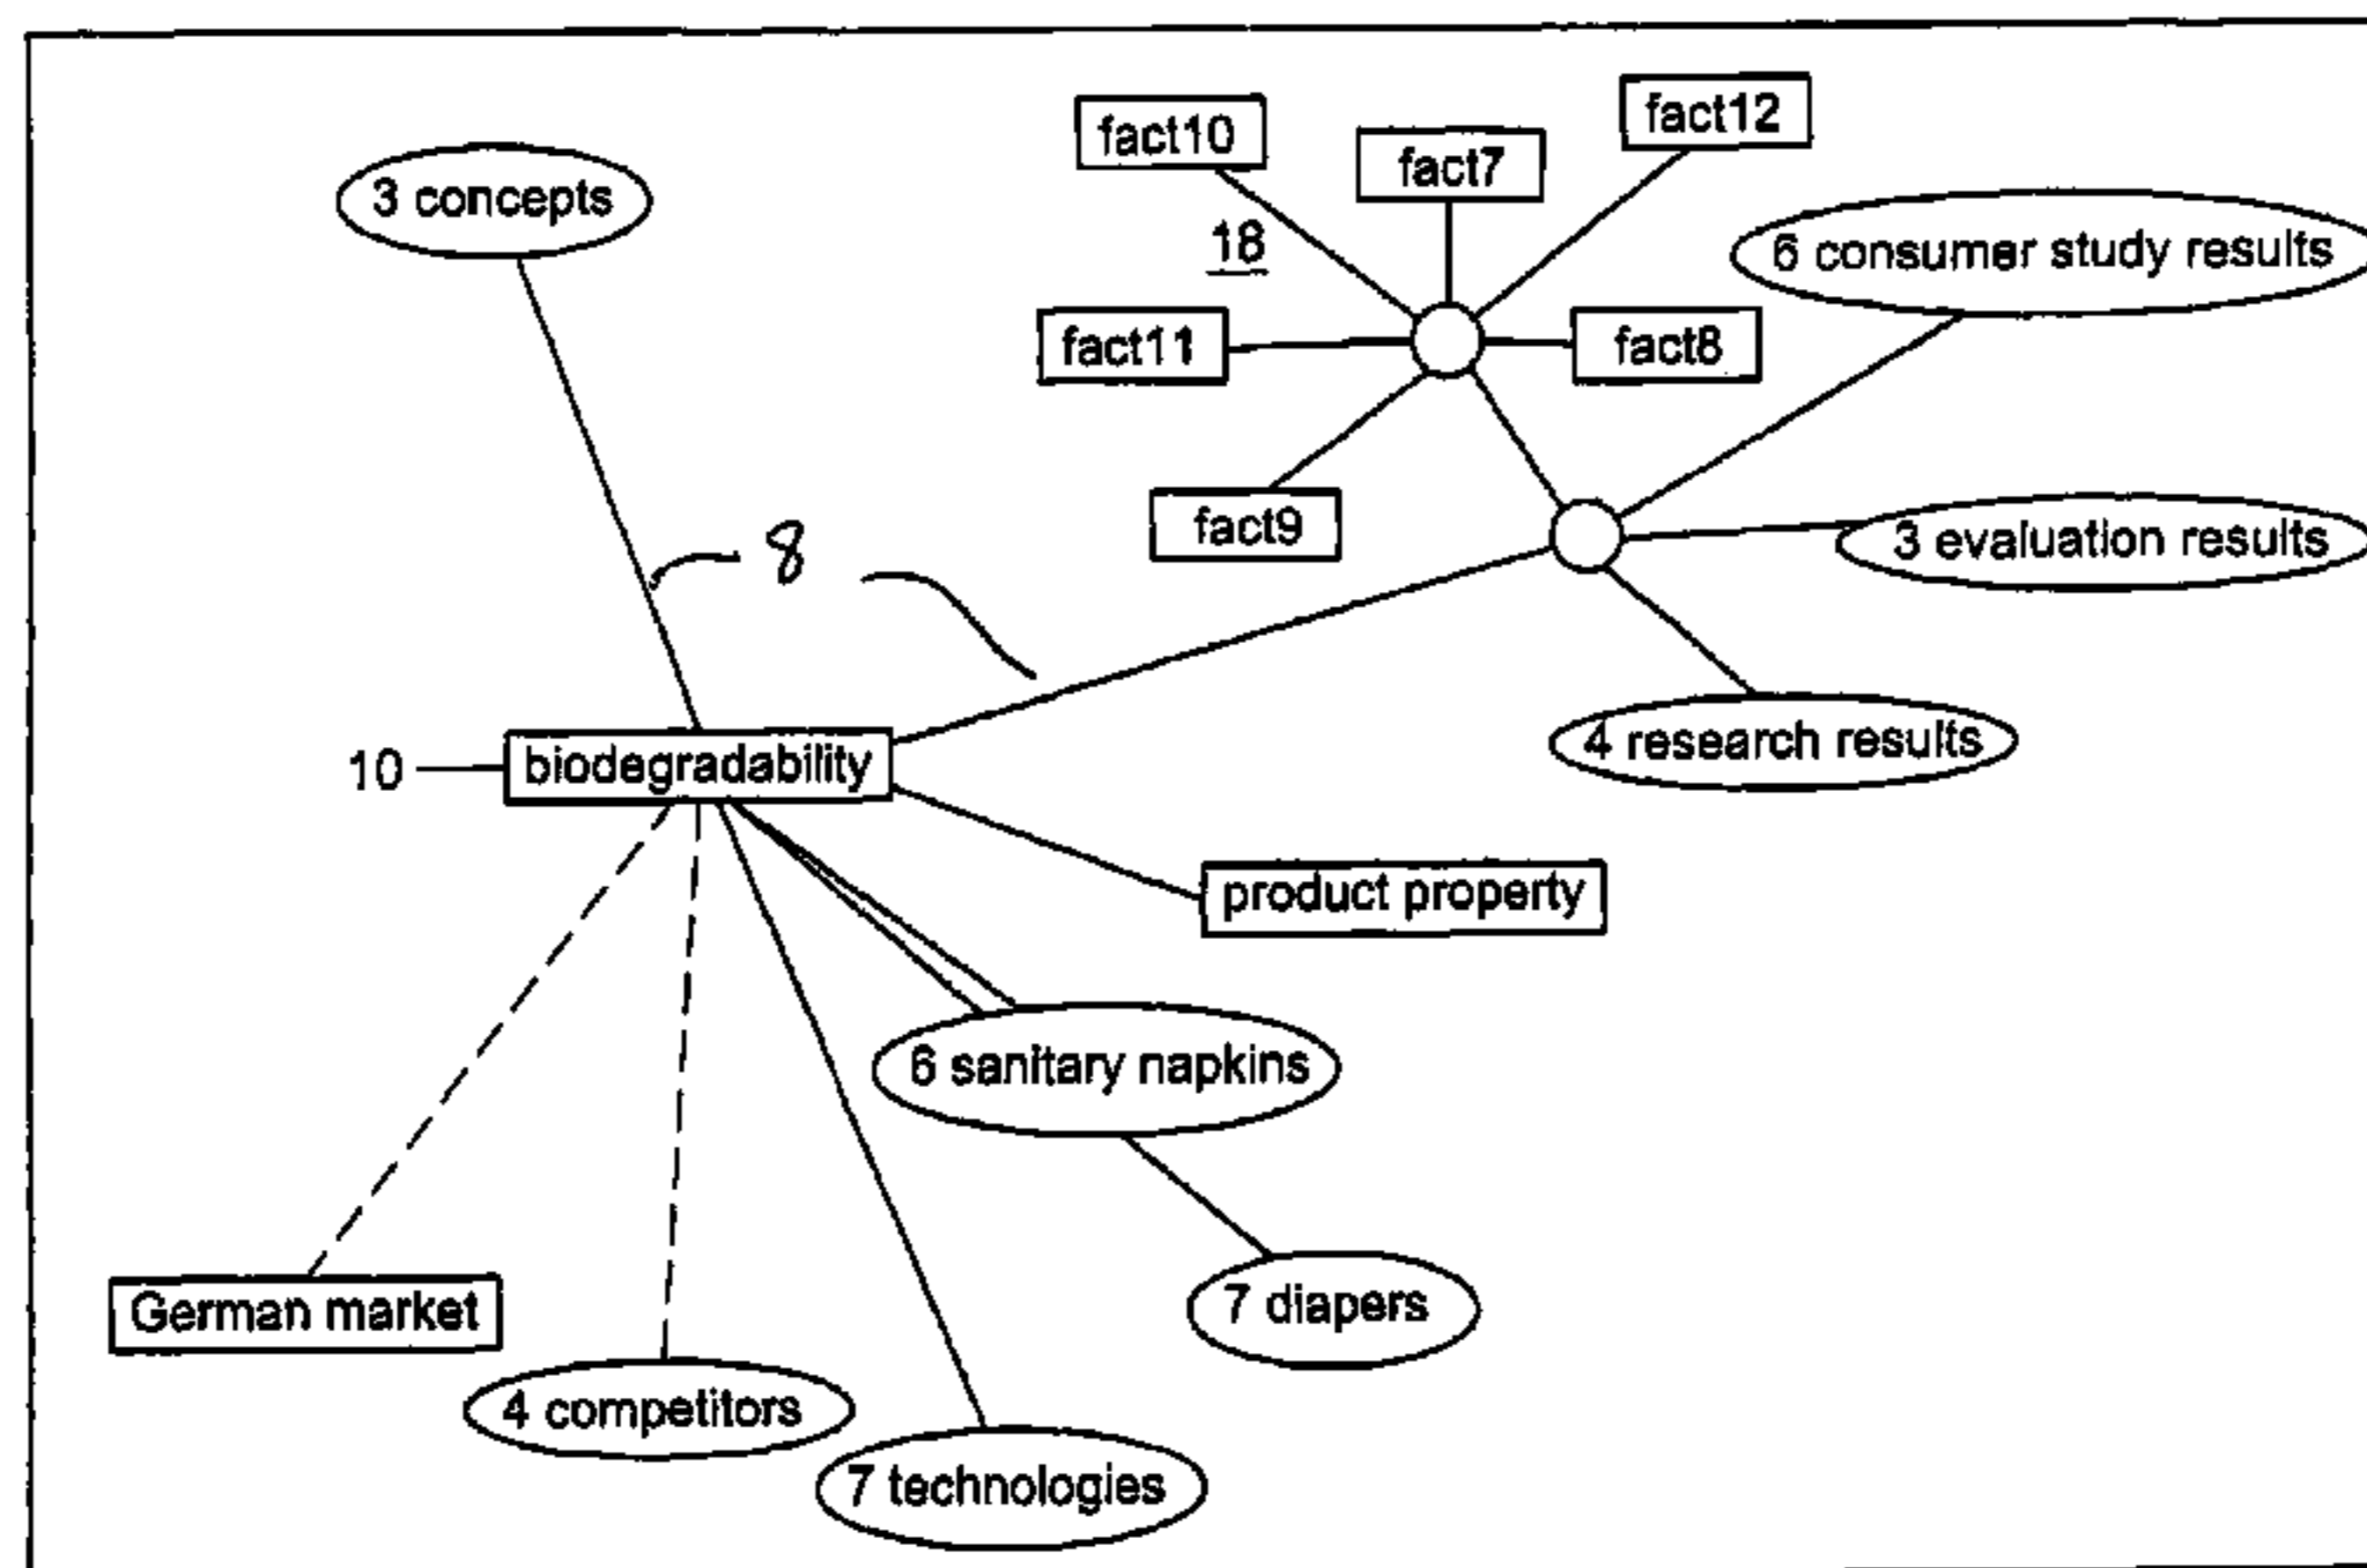 fact10
fact7
fact12
3 concepts
18
6 consumer study results
fact11
fact8
fact9
8
3 evaluation results
4 research results
10
biodegradability
product property
6 sanitary napkins
7 diapers
German market
4 competitors
7 technologies